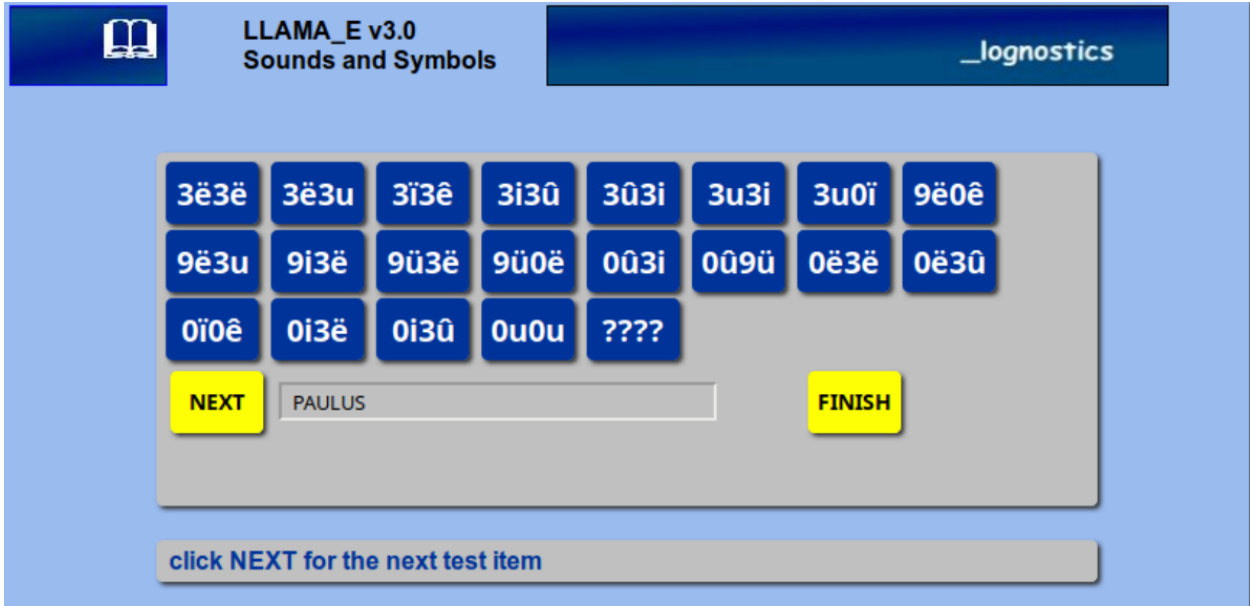 LLAMA_E v3.0
Sounds and Symbols
_lognostics
3ë3ë 3ë3u 3ï3ê 3i3û 3û3i 3u3i 3u0ï 9ë0ê
9ë3u 9i3ë 9ü3ë 9ü0ë 0û3i 0û9ü 0ë3ë 0ë3û
0ï0ê 0i3ë 0i3û 0u0u ????
NEXT PAULUS FINISH
click NEXT for the next test item